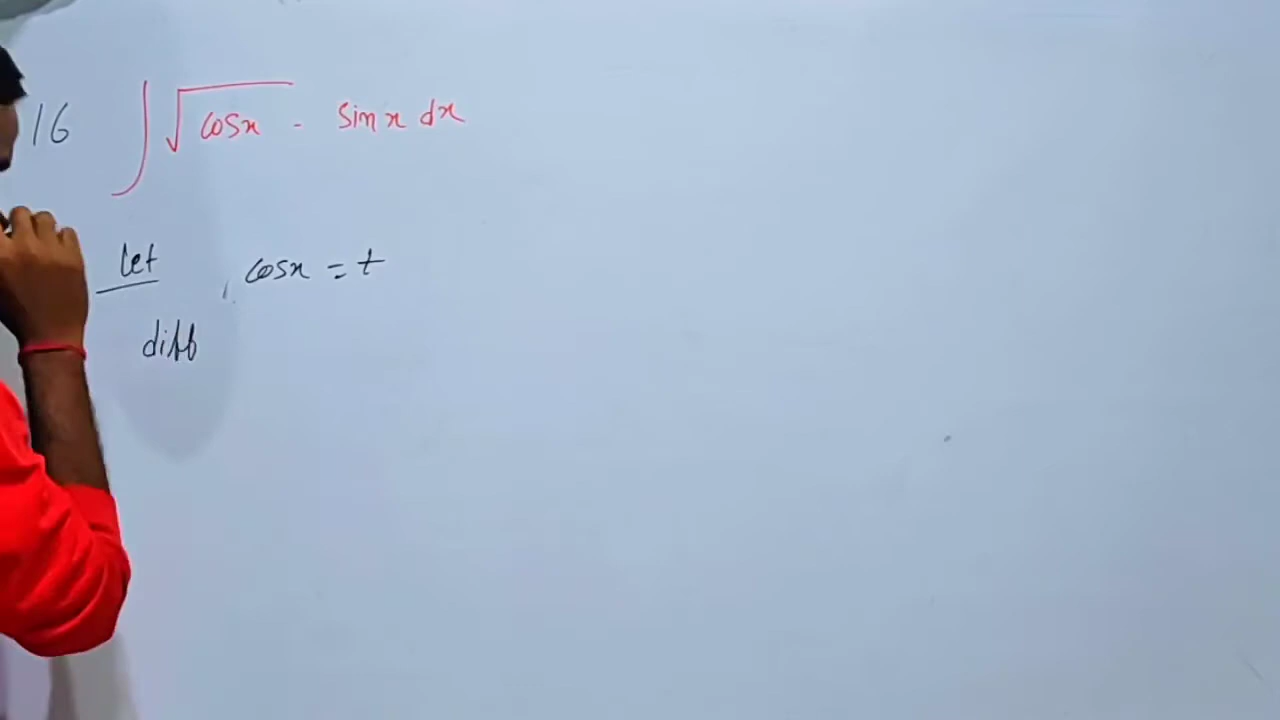 16 ∫ √cosx · sinx dx
let, cosx = t
diff